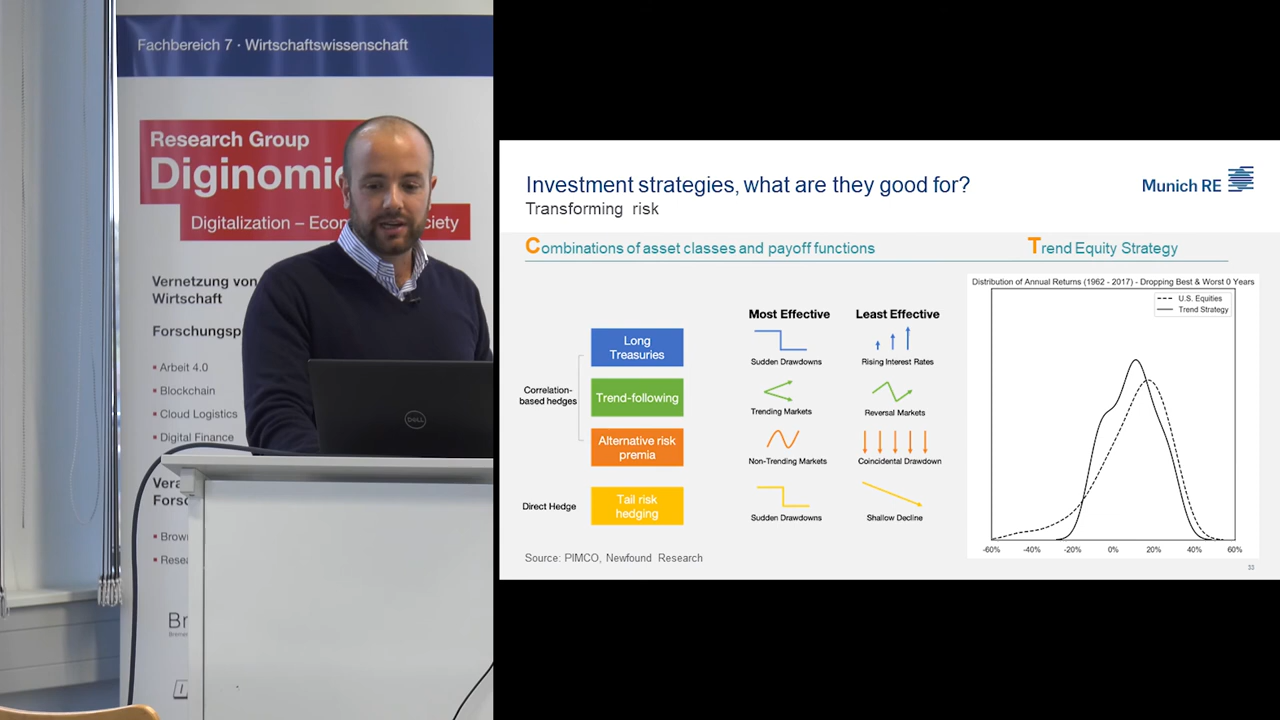 Fachbereich 7 · Wirtschaftswissenschaft
Research Group
Diginomic
Digitalization – Econ
ciety
Vernetzung von
Wirtschaft
Arbeit 4.0
Blockchain
Cloud Logistics
Digital Finance
DELL
Investment strategies, what are they good for?
Transforming risk
Munich RE
Combinations of asset classes and payoff functions
Trend Equity Strategy
Most Effective
Least Effective
Correlation-
based hedges
Long
Treasuries
Sudden Drawdowns
Rising Interest Rates
Trend-following
Trending Markets
Reversal Markets
Alternative risk
premia
Non-Trending Markets
Coincidental Drawdown
Direct Hedge
Tail risk
hedging
Sudden Drawdowns
Shallow Decline
Source: PIMCO, Newfound Research
Distribution of Annual Returns (1962 - 2017) - Dropping Best & Worst 0 Years
U.S. Equities
Trend Strategy
-60% -40% -20% 0% 20% 40% 60%
33